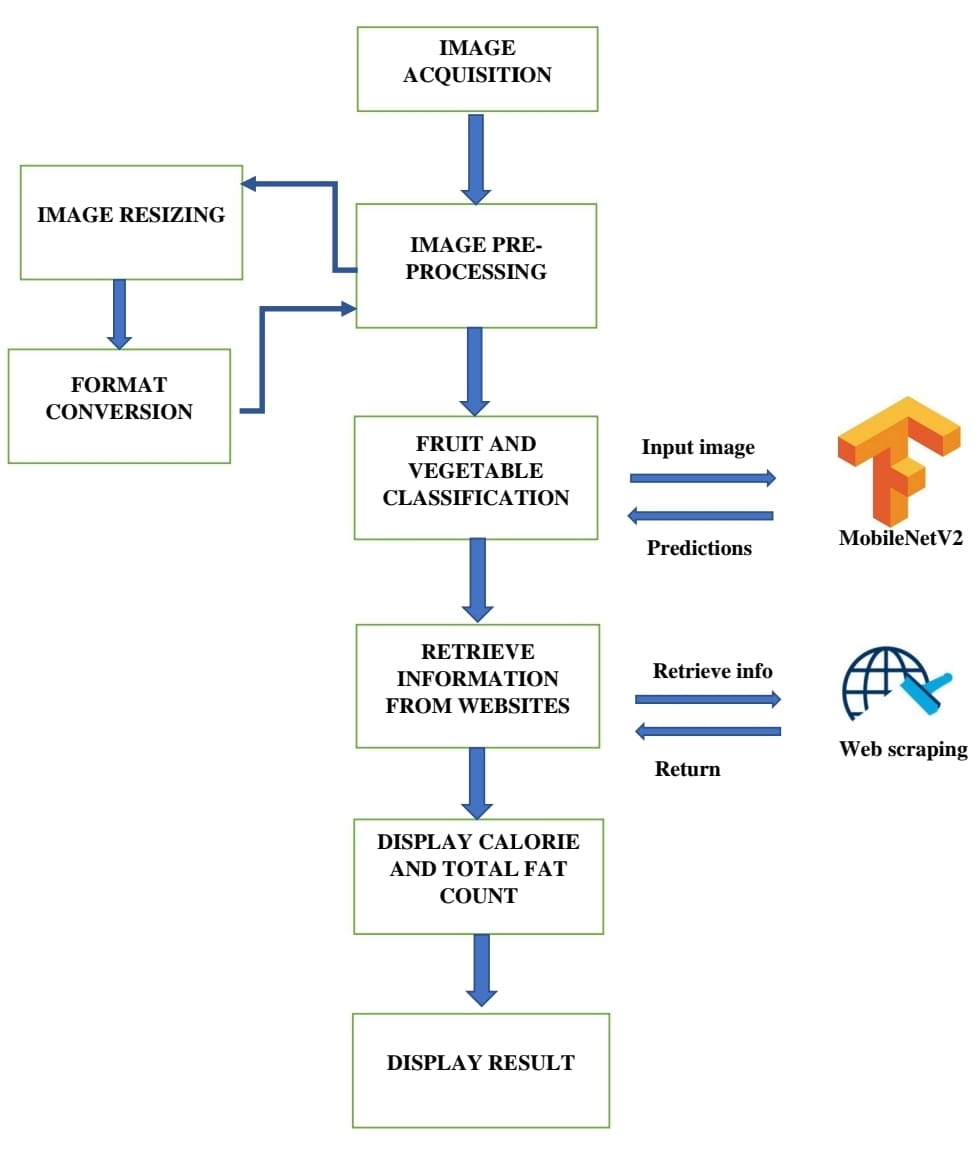 IMAGE
ACQUISITION
IMAGE RESIZING
IMAGE PRE-
PROCESSING
FORMAT
CONVERSION
FRUIT AND
VEGETABLE
CLASSIFICATION
Input image
Predictions
MobileNetV2
RETRIEVE
INFORMATION
FROM WEBSITES
Retrieve info
Return
Web scraping
DISPLAY CALORIE
AND TOTAL FAT
COUNT
DISPLAY RESULT